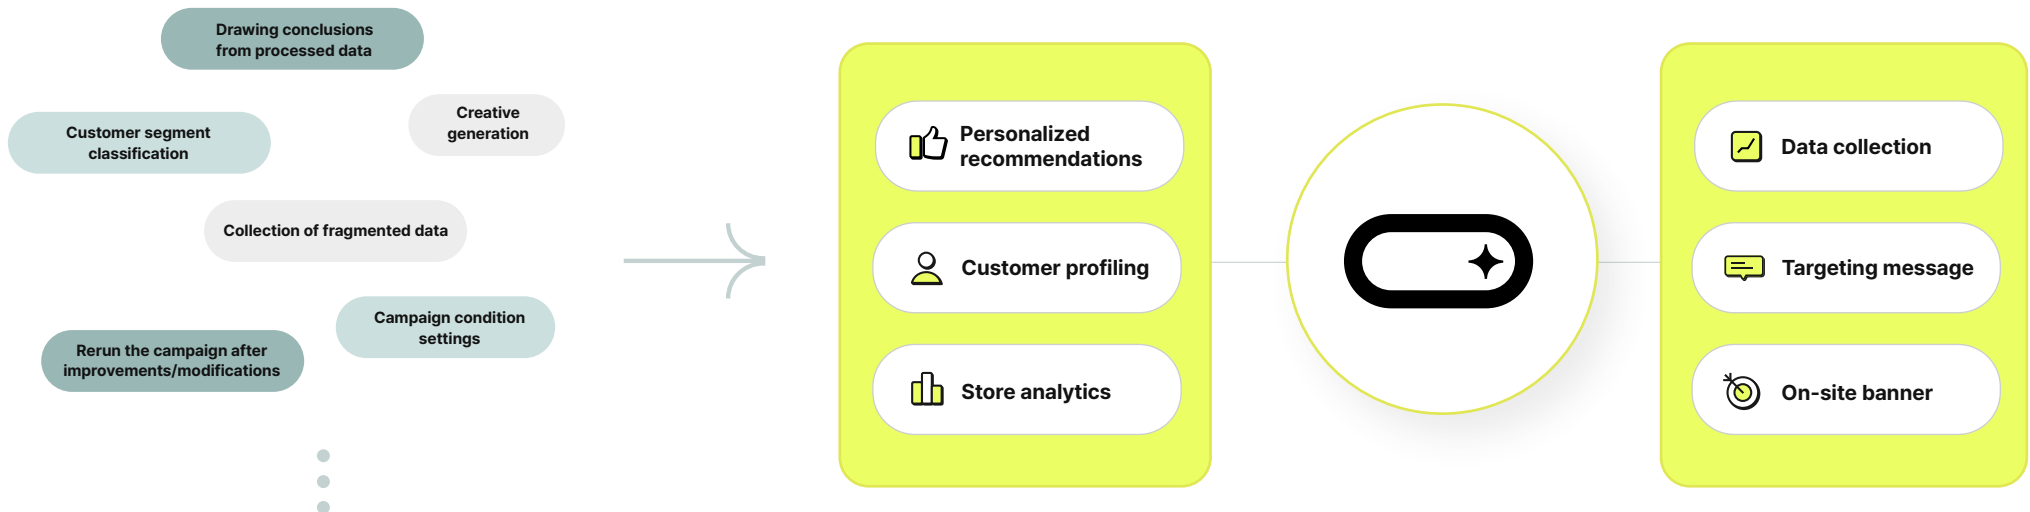 Drawing conclusions
from processed data
Creative
generation
Customer segment
classification
Collection of fragmented data
Campaign condition
settings
Rerun the campaign after
improvements/modifications
Personalized
recommendations
Customer profiling
Store analytics
Data collection
Targeting message
On-site banner